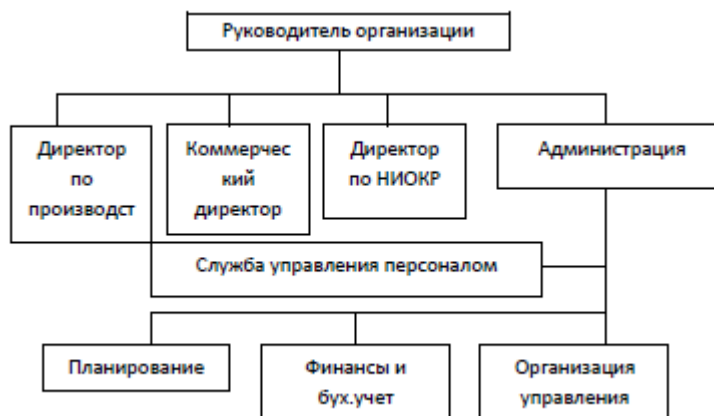 Руководитель организации
Директор
по
производст
Коммерчес
кий
директор
Директор
по НИОКР
Администрация
Служба управления персоналом
Планирование
Финансы и
бух.учет
Организация
управления